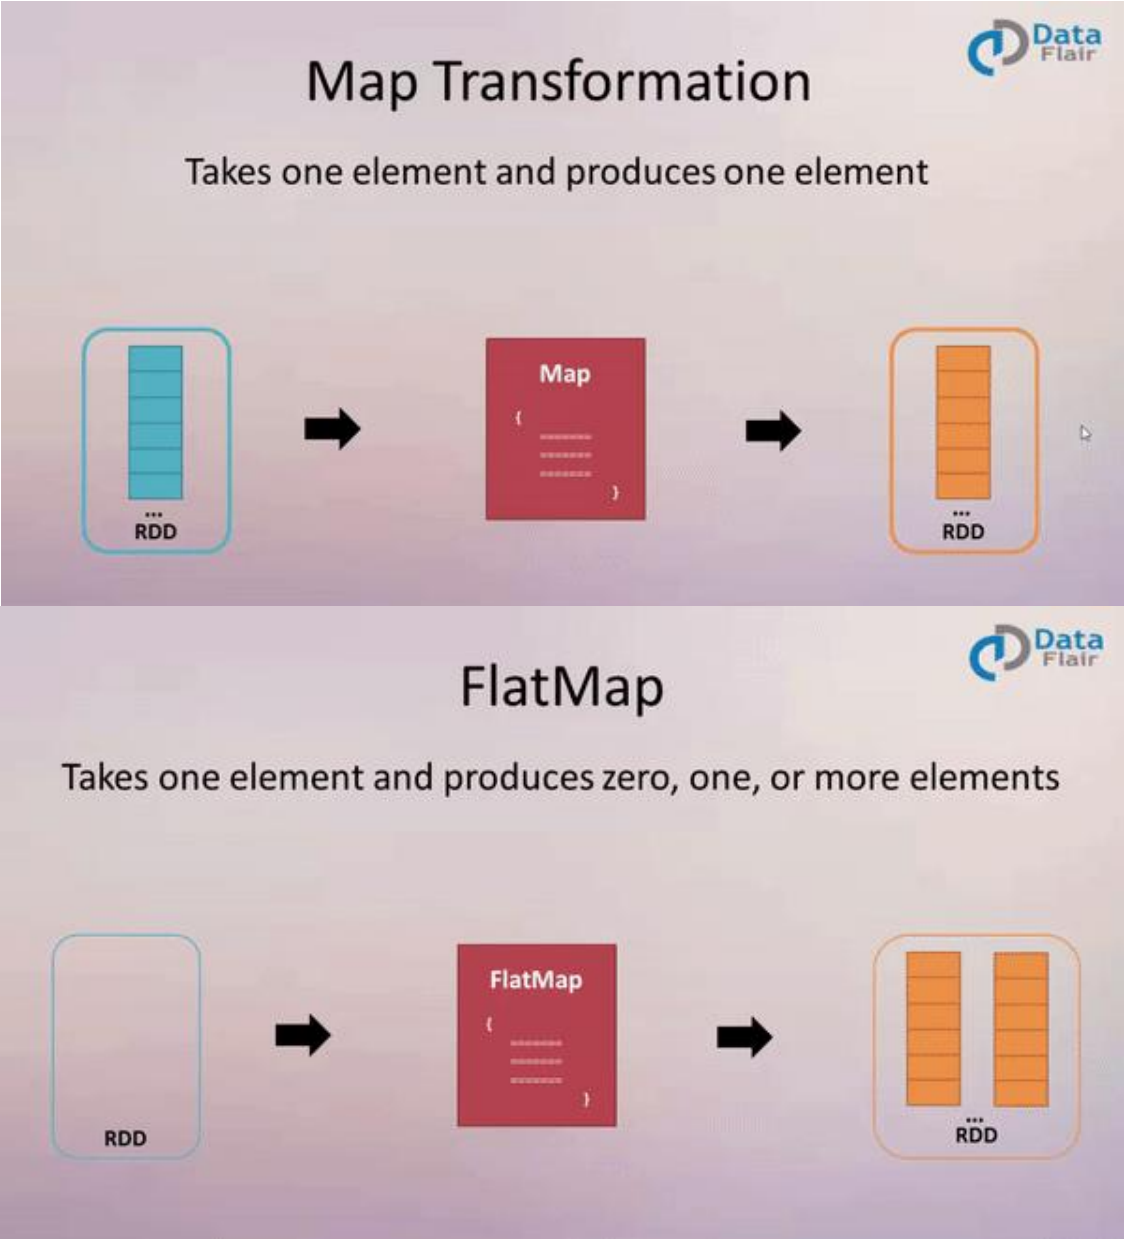 Data
Flair
Map Transformation
Takes one element and produces one element
Map
{
=======
=======
=======
}
...
RDD
...
RDD
Data
Flair
FlatMap
Takes one element and produces zero, one, or more elements
FlatMap
{
=======
=======
=======
}
RDD
...
RDD